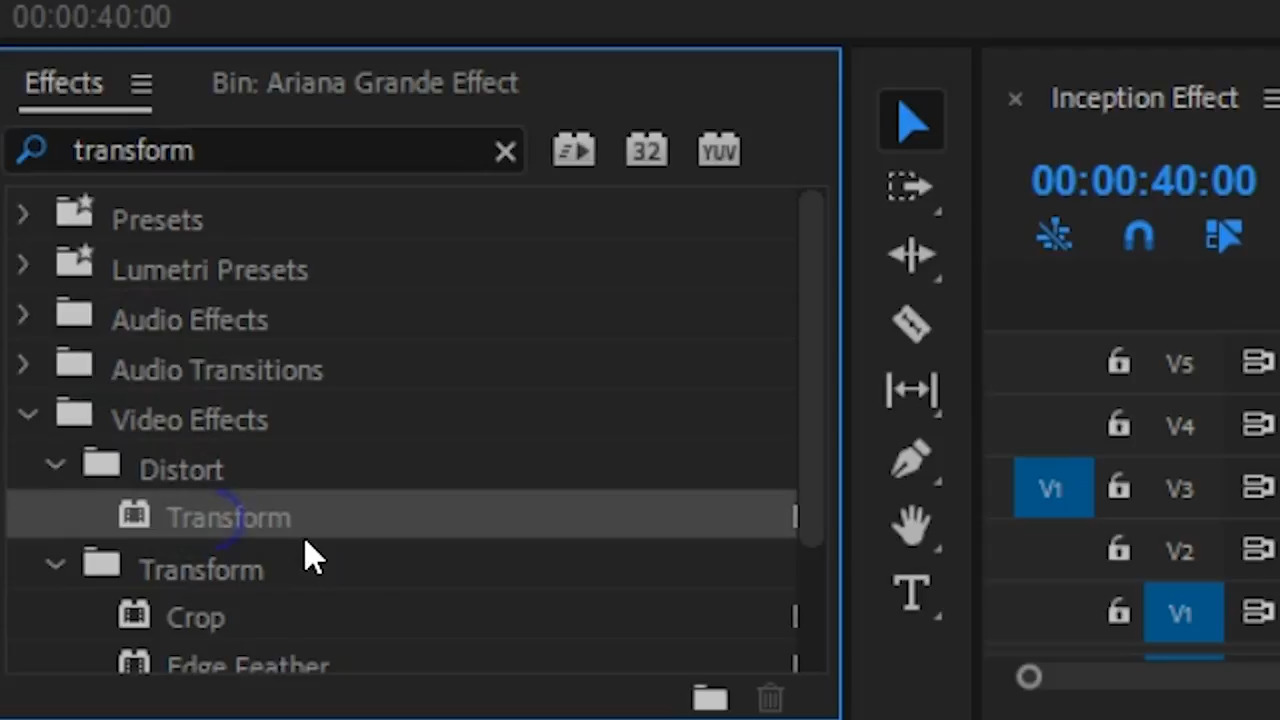 00:00:40:00
Effects
Bin: Ariana Grande Effect
transform
32
YUV
Presets
Lumetri Presets
Audio Effects
Audio Transitions
Video Effects
Distort
Transform
Transform
Crop
Edge Feather
× Inception Effect
00:00:40:00
V5
V4
V1 V3
V2
V1
T